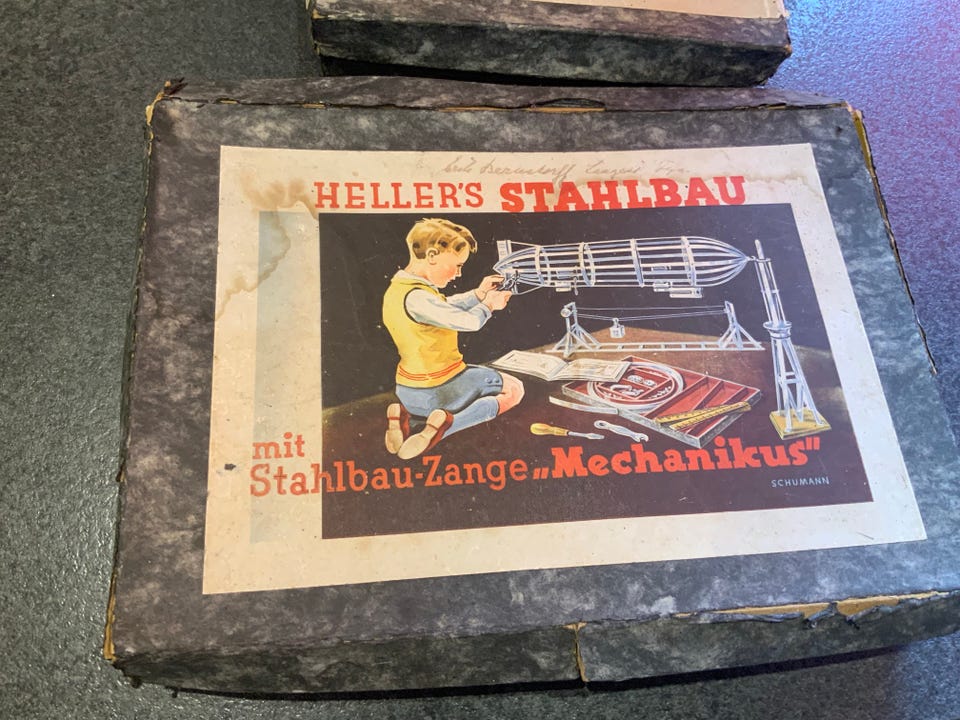 HELLER'S STAHLBAU
mit
Stahlbau-Zange „Mechanikus"
SCHUMANN